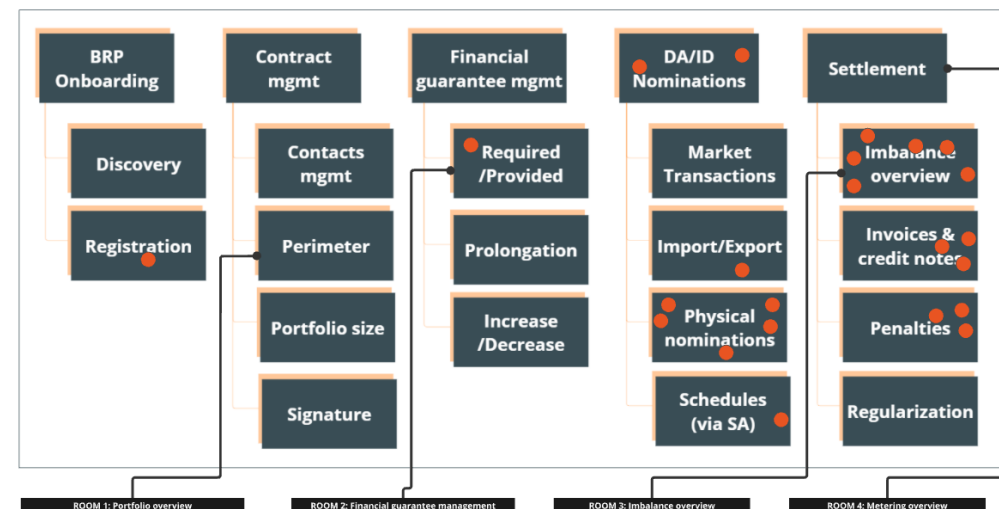 BRP
Onboarding
Discovery
Registration
Contract
mgmt
Contacts
mgmt
Perimeter
Portfolio size
Signature
Financial
guarantee mgmt
Required
/Provided
Prolongation
Increase
/Decrease
DA/ID
Nominations
Market
Transactions
Import/Export
Physical
nominations
Schedules
(via SA)
Settlement
Imbalance
overview
Invoices &
credit notes
Penalties
Regularization
ROOM 1: Portfolio overview
ROOM 2: Financial guarantee management
ROOM 3: Imbalance overview
ROOM 4: Metering overview